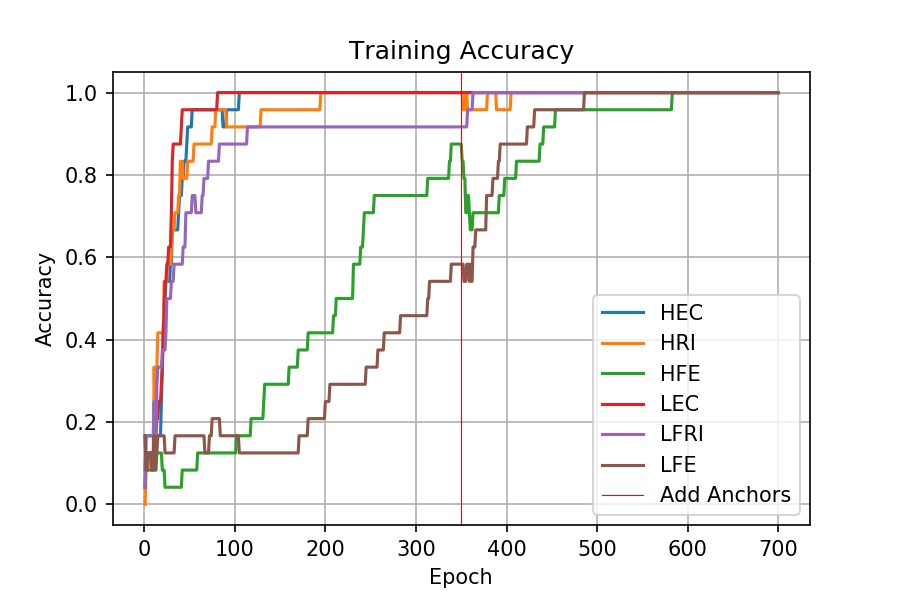 Training Accuracy
Accuracy
1.0
0.8
0.6
0.4
0.2
0.0
HEC
HRI
HFE
LEC
LFRI
LFE
Add Anchors
0 100 200 300 400 500 600 700
Epoch